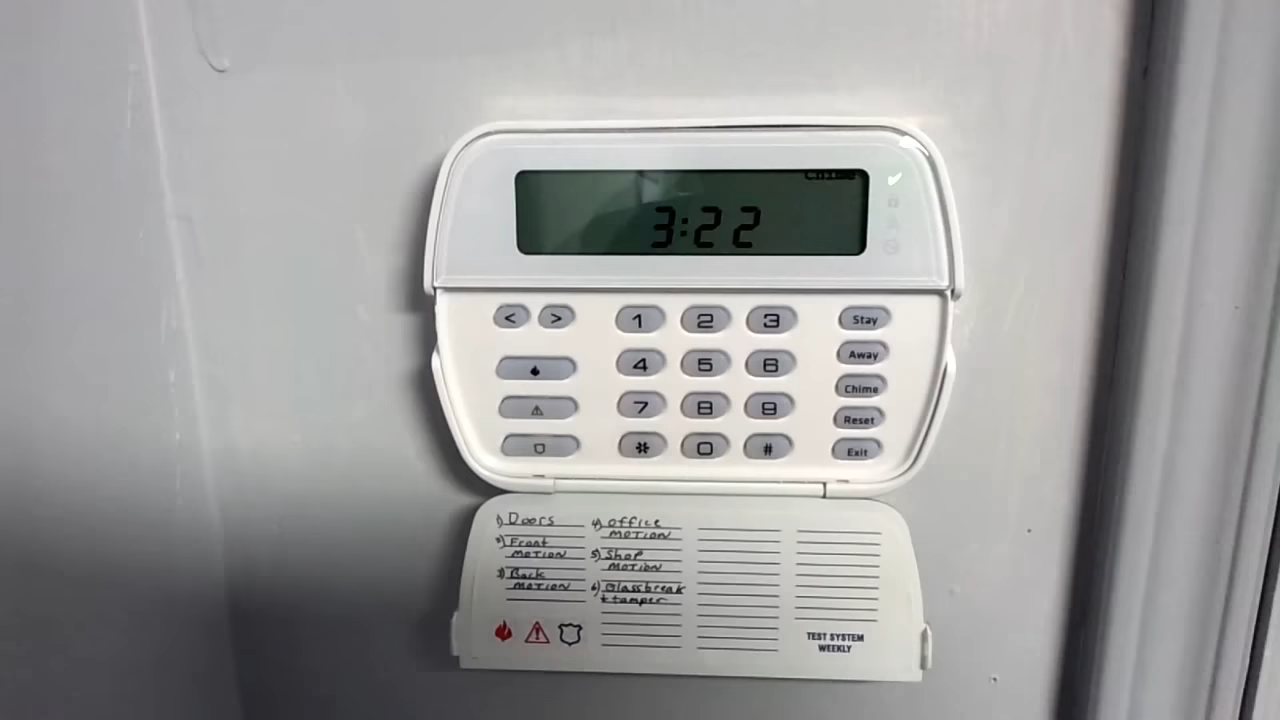 Chime
3:22
< >
1 2 3
Stay
4 5 6
Away
Chime
7 8 9
Reset
* 0 #
Exit
1) Doors
2) Front
MOTION
3) Back
MOTION
4) OFFICE
MOTION
5) Shop
MOTION
6) Glassbreak
+ tamper
TEST SYSTEM
WEEKLY